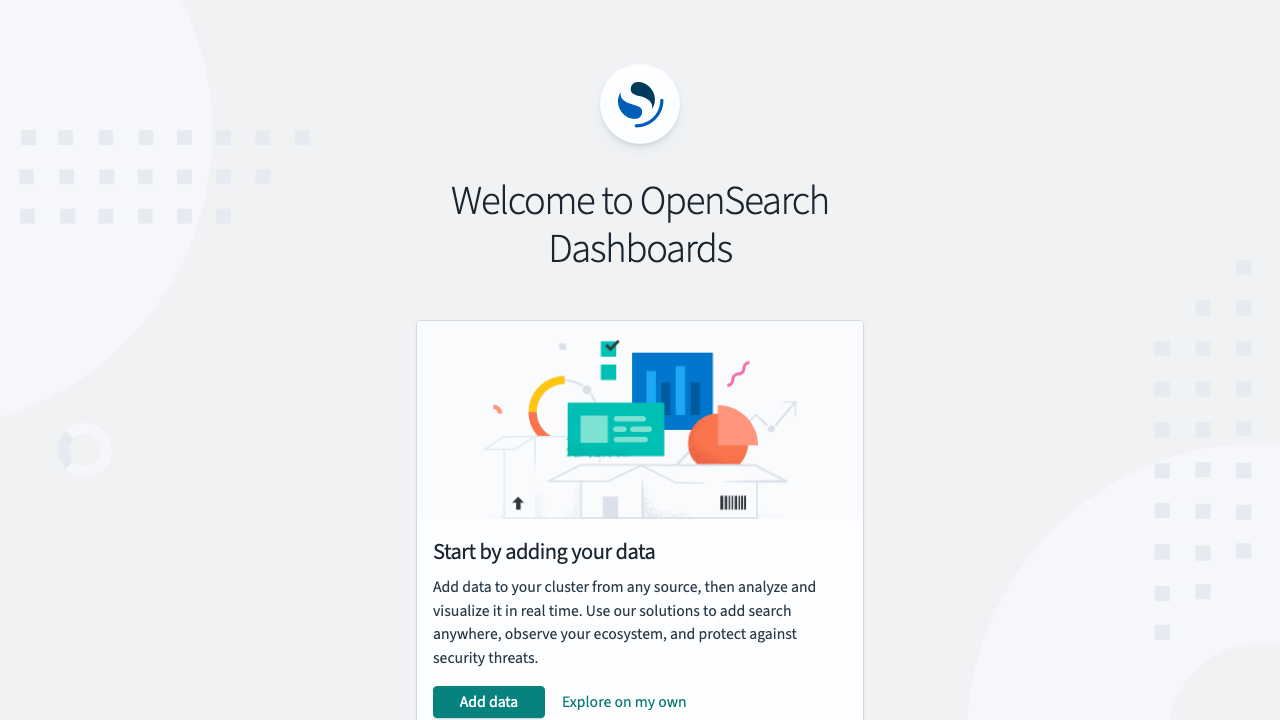 Welcome to OpenSearch
Dashboards
Start by adding your data
Add data to your cluster from any source, then analyze and
visualize it in real time. Use our solutions to add search
anywhere, observe your ecosystem, and protect against
security threats.
Add data
Explore on my own